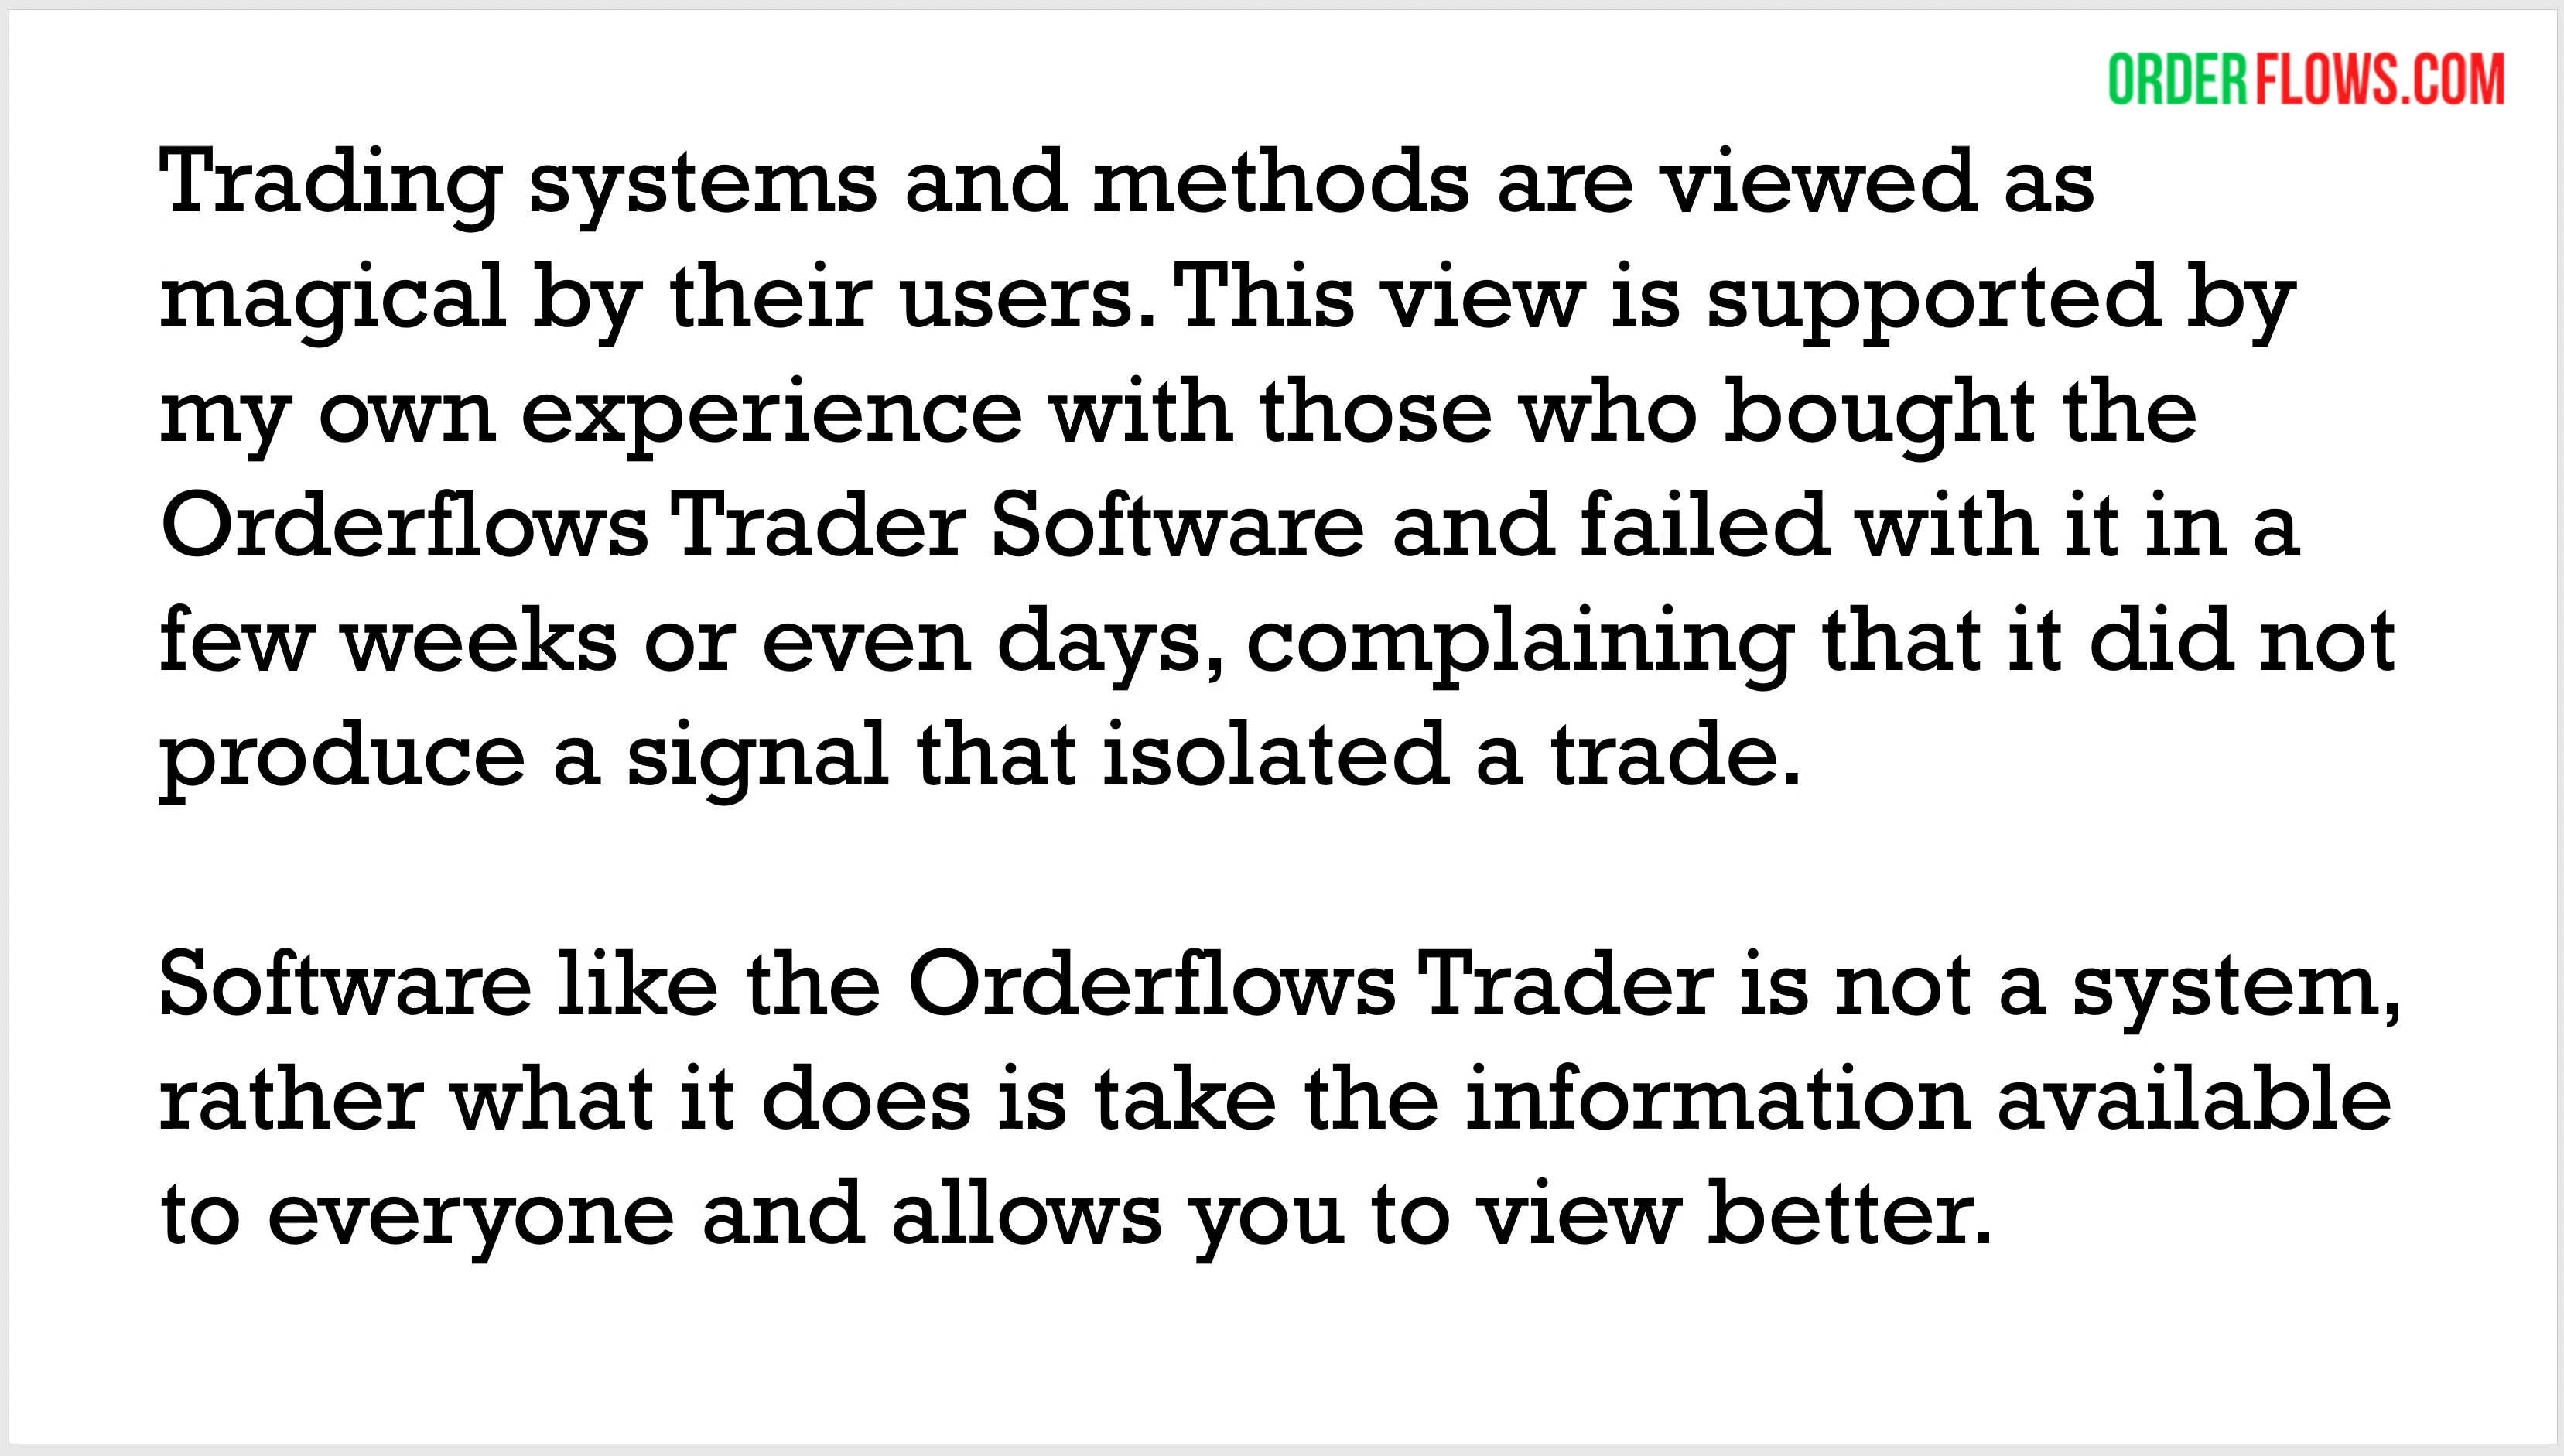 ORDERFLOWS.COM
Trading systems and methods are viewed as
magical by their users. This view is supported by
my own experience with those who bought the
Orderflows Trader Software and failed with it in a
few weeks or even days, complaining that it did not
produce a signal that isolated a trade.
Software like the Orderflows Trader is not a system,
rather what it does is take the information available
to everyone and allows you to view better.